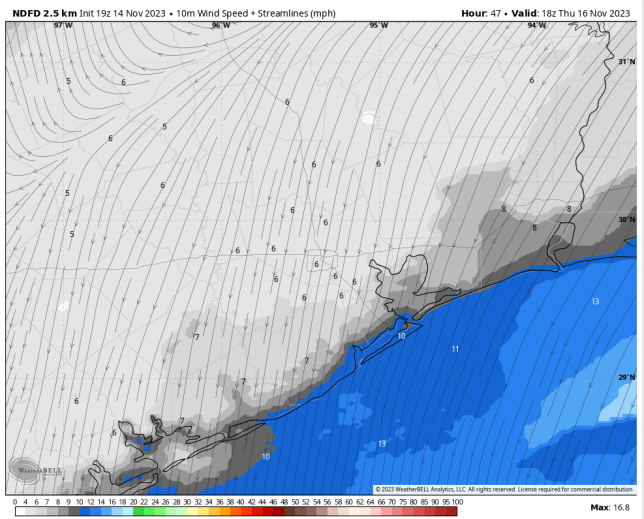 NDFD 2.5 km Init 19z 14 Nov 2023 • 10m Wind Speed + Streamlines (mph)
Hour: 47 • Valid: 18z Thu 16 Nov 2023
97°W 96°W 95°W 94°W
31°N
5 6 6
6
5
6
6 6
6
5
8 8
6
6
30°N
8
5
6 6
6
6 6
6 6
13
7
10
11
7
29°N
7
6
7
6
13
10
WEATHERBELL
© 2023 WeatherBELL Analytics, LLC. All rights reserved. License required for commercial distribution.
0 4 6 7 8 9 10 12 14 16 18 20 22 24 26 28 30 32 34 36 38 40 42 44 46 48 50 52 54 56 58 60 65 70 75 80 85 90 95 100
Max: 16.8